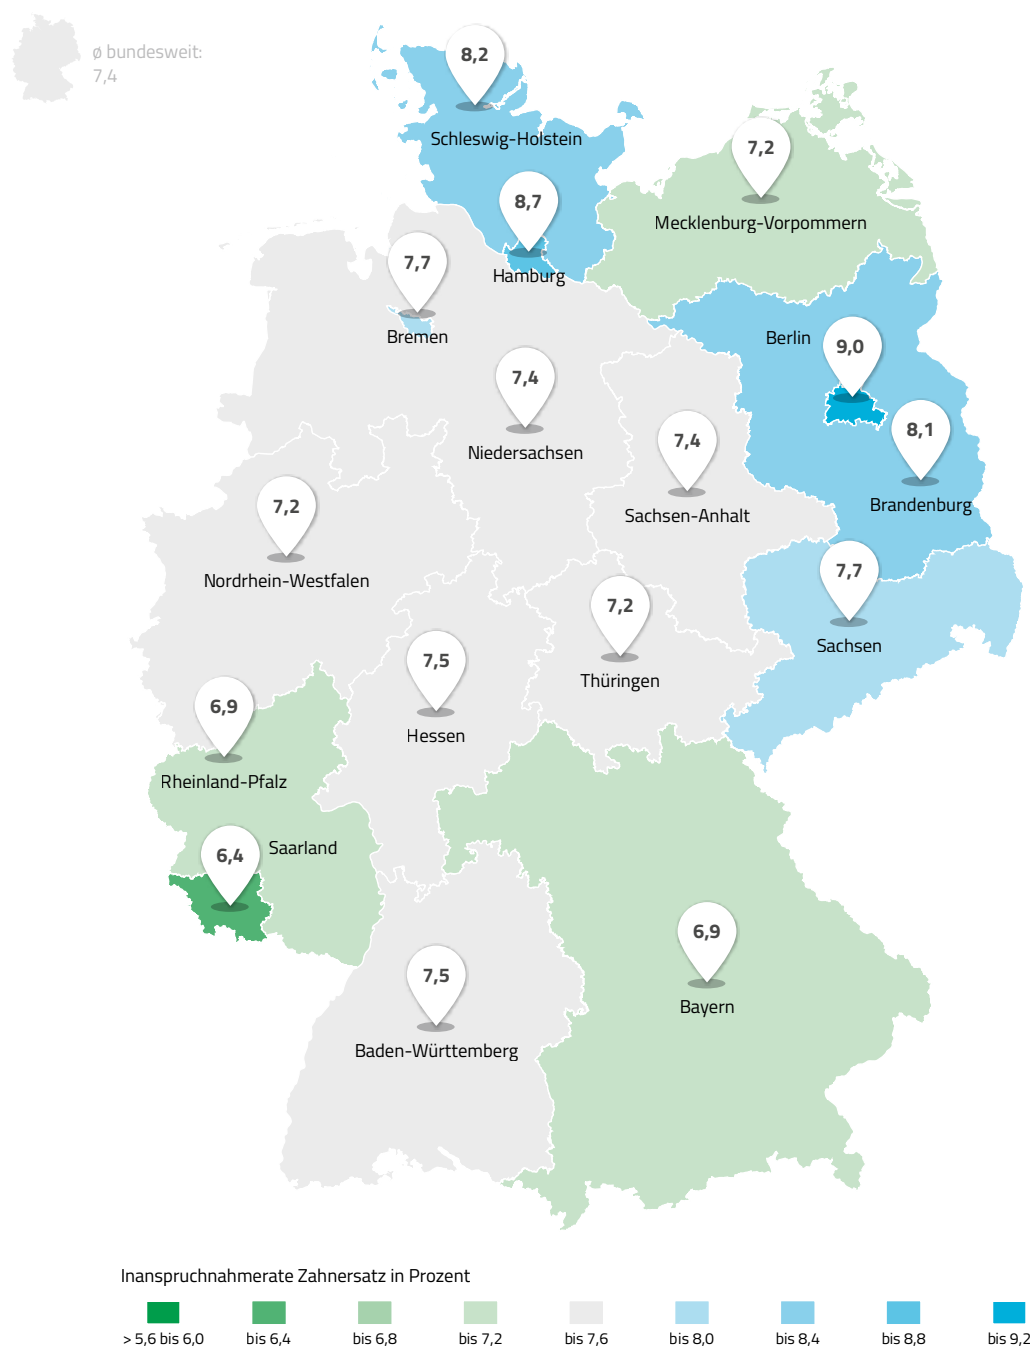 ø bundesweit:
7,4
8,2
Schleswig-Holstein
7,2
Mecklenburg-Vorpommern
8,7
Hamburg
7,7
Bremen
Berlin
9,0
7,4
Niedersachsen
8,1
Brandenburg
7,4
Sachsen-Anhalt
7,2
Nordrhein-Westfalen
7,7
Sachsen
7,2
Thüringen
7,5
Hessen
6,9
Rheinland-Pfalz
Saarland
6,4
6,9
Bayern
7,5
Baden-Württemberg
Inanspruchnahmerate Zahnersatz in Prozent
> 5,6 bis 6,0 bis 6,4 bis 6,8 bis 7,2 bis 7,6 bis 8,0 bis 8,4 bis 8,8 bis 9,2